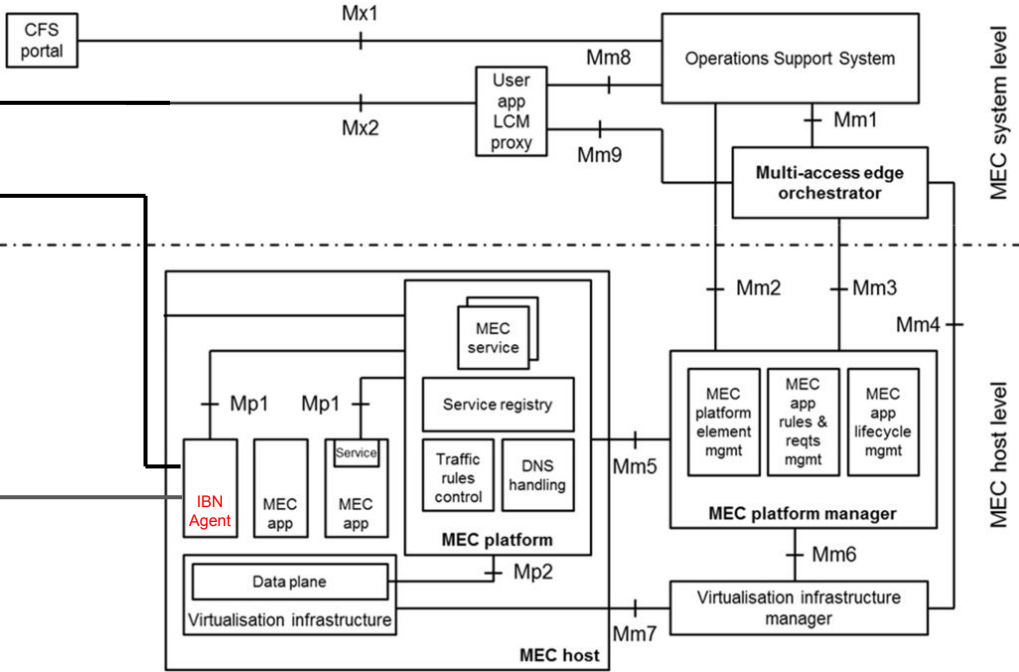 Mx1
CFS
portal
Operations Support System
MEC system level
Mm8
User
app
LCM
proxy
Mx2
Mm9
Mm1
Multi-access edge
orchestrator
Mm2
Mm3
Mm4
MEC
service
Mp1
Mp1
Service registry
MEC
platform
element
mgmt
MEC
app
rules &
reqts
mgmt
MEC
app
lifecycle
mgmt
MEC host level
Service
Traffic
rules
control
DNS
handling
Mm5
IBN
Agent
MEC
app
MEC
app
MEC platform
MEC platform manager
Mp2
Mm6
Data plane
Virtualisation infrastructure
Virtualisation infrastructure
manager
Mm7
MEC host